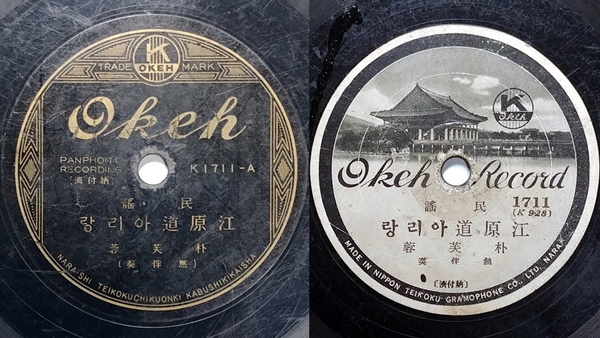 TRADE MARK
K
OKEH
Okeh
PANPHONIC
RECORDING
(納付濟)
K1711-A
民謠
江原道아리랑
朴芙蓉
(無伴奏)
NARA-SHI TEIKOKUCHIKUONKI KABUSHIKIKAISHA
K
Okeh
Okeh Record
民謠
1711
(K 928)
江原道아리랑
朴芙蓉
無伴奏
(納付濟)
MADE IN NIPPON TEIKOKU GRAMOPHONE CO., LTD, NARA